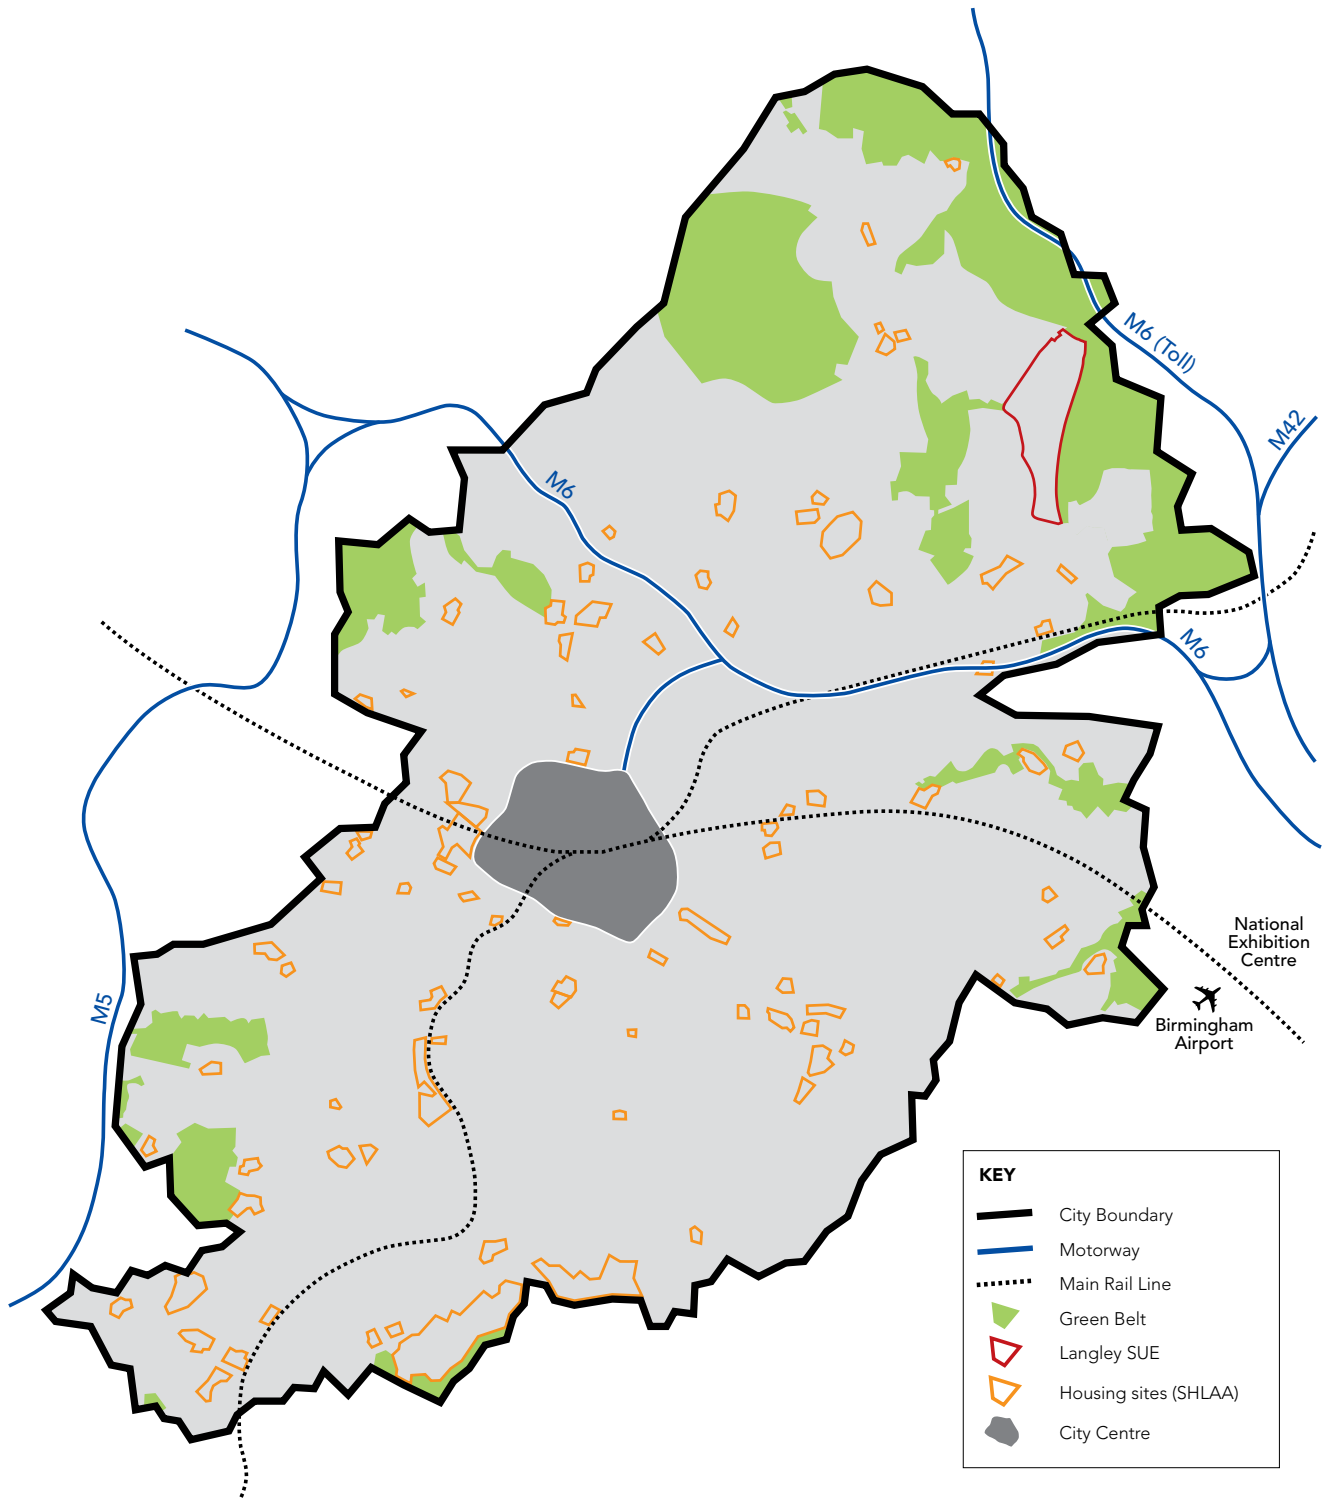 M6 (Toll)
M42
M6
M6
National
Exhibition
Centre
M5
Birmingham
Airport
KEY
City Boundary
Motorway
Main Rail Line
Green Belt
Langley SUE
Housing sites (SHLAA)
City Centre